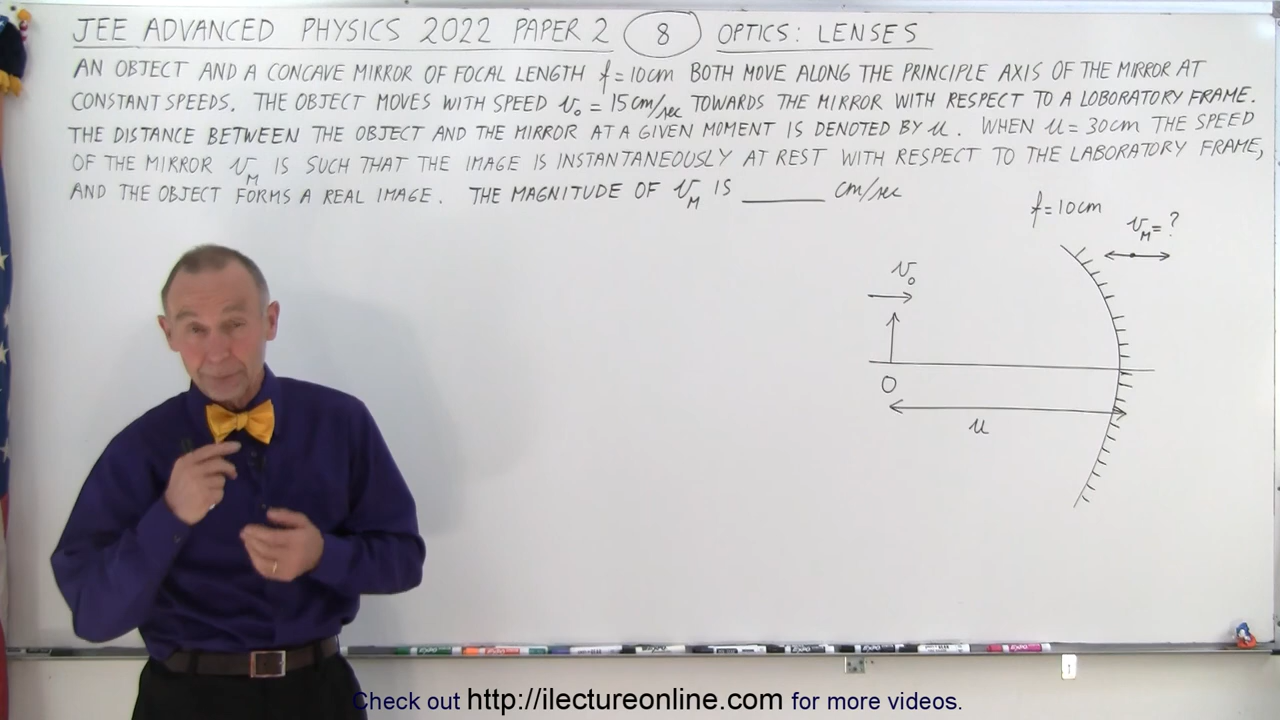 JEE ADVANCED PHYSICS 2022 PAPER 2 8 OPTICS: LENSES
AN OBJECT AND A CONCAVE MIRROR OF FOCAL LENGTH f = 10cm BOTH MOVE ALONG THE PRINCIPLE AXIS OF THE MIRROR AT
CONSTANT SPEEDS. THE OBJECT MOVES WITH SPEED v₀ = 15 cm/sec TOWARDS THE MIRROR WITH RESPECT TO A LOBORATORY FRAME.
THE DISTANCE BETWEEN THE OBJECT AND THE MIRROR AT A GIVEN MOMENT IS DENOTED BY u. WHEN u = 30cm THE SPEED
OF THE MIRROR v_M IS SUCH THAT THE IMAGE IS INSTANTANEOUSLY AT REST WITH RESPECT TO THE LABORATORY FRAME,
AND THE OBJECT FORMS A REAL IMAGE. THE MAGNITUDE OF v_M IS ______ cm/sec
f = 10cm
v_M = ?
v₀
O
u
Check out http://ilectureonline.com for more videos.